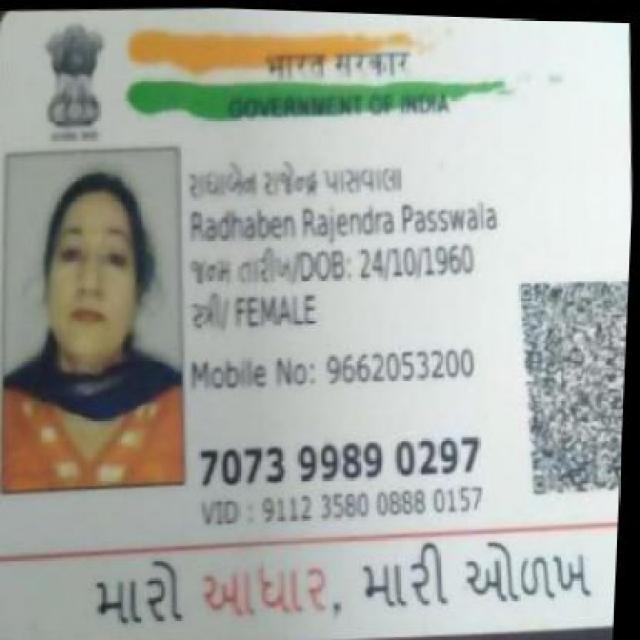 भारत सरकार
GOVERNMENT OF INDIA
રાધાબેન રાજેન્દ્ર પાસવાલા
Radhaben Rajendra Passwala
જન્મ તારીખ/DOB: 24/10/1960
સ્ત્રી/ FEMALE
Mobile No: 9662053200
7073 9989 0297
VID : 9112 3580 0888 0157
મારો આધાર, મારી ઓળખ